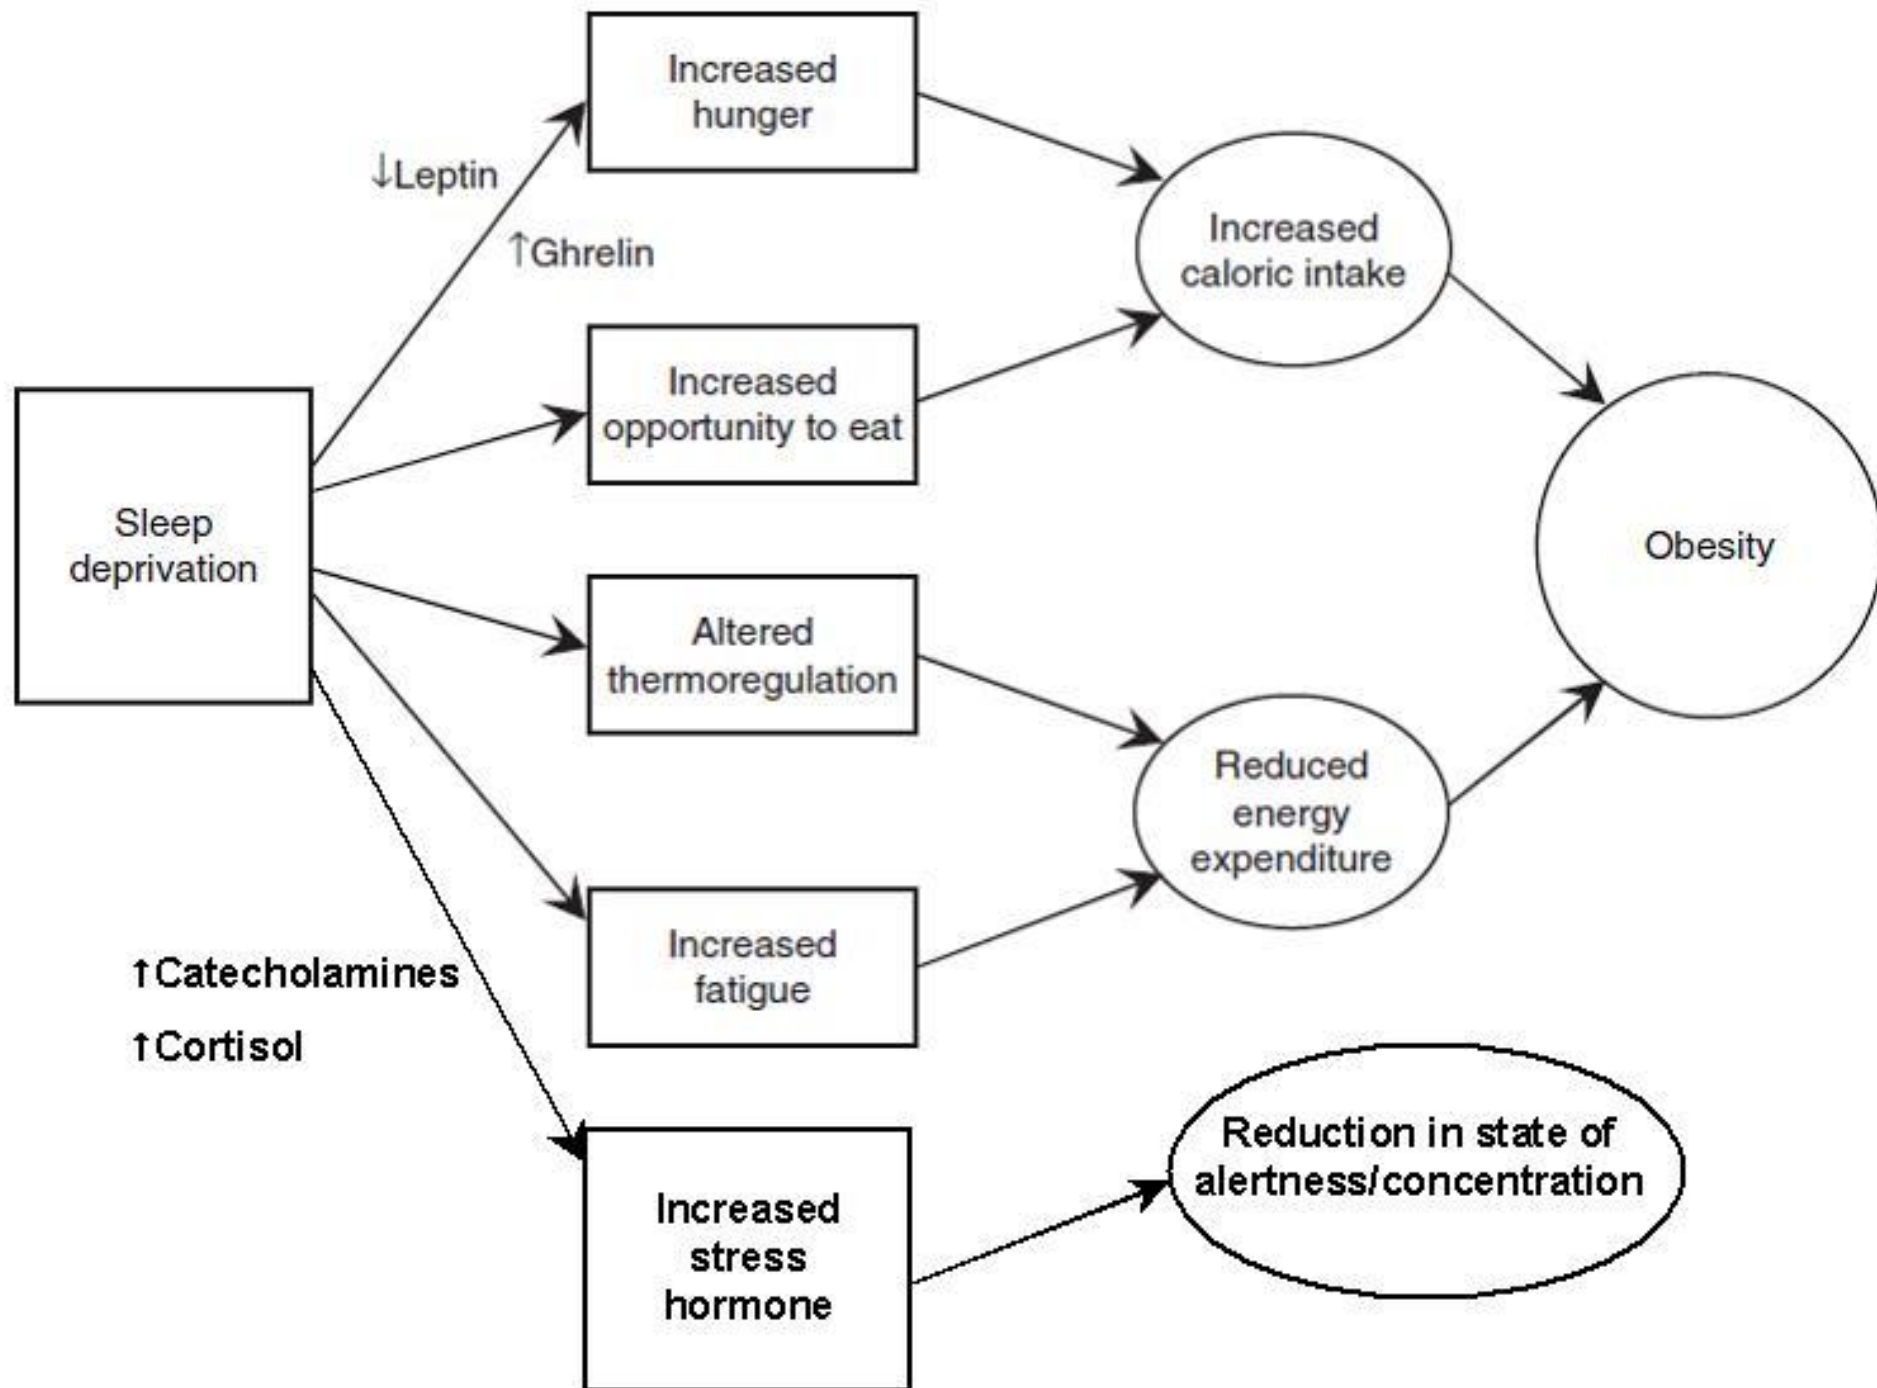 Increased
hunger
↓Leptin
↑Ghrelin
Increased
caloric intake
Increased
opportunity to eat
Sleep
deprivation
Obesity
Altered
thermoregulation
Reduced
energy
expenditure
Increased
fatigue
↑Catecholamines
↑Cortisol
Reduction in state of
alertness/concentration
Increased
stress
hormone